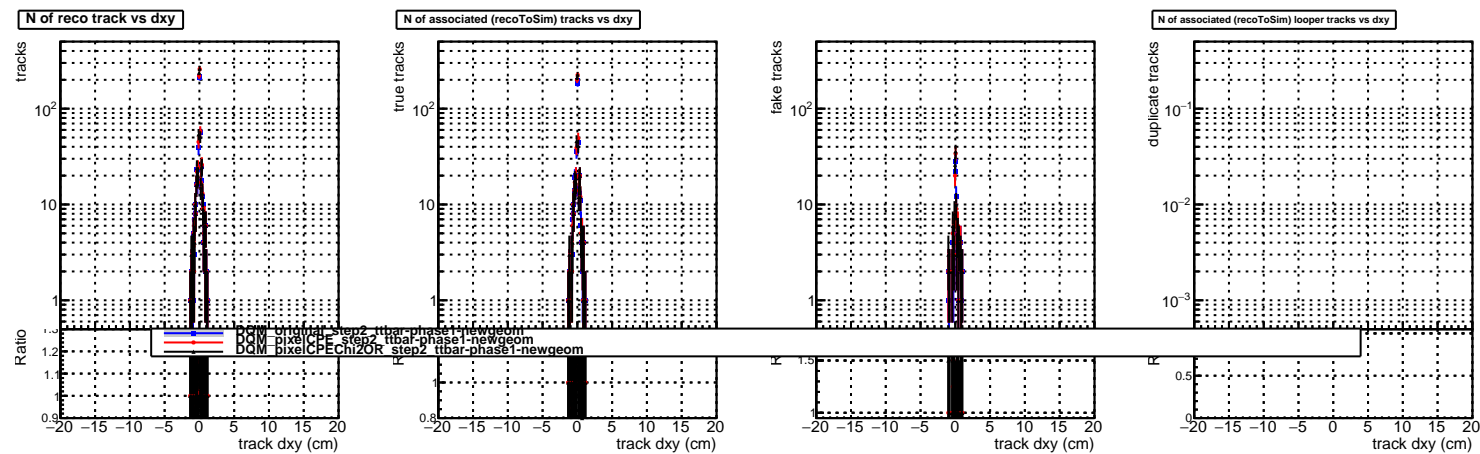 N of reco track vs dxy
N of associated (recoToSim) tracks vs dxy
N of associated (recoToSim) looper tracks vs dxy
tracks
10²
10
1
Ratio
1.3
1.2
1.1
1
0.9
−20 −15 −10 −5 0 5 10 15 20
track dxy (cm)
true tracks
10²
10
1
1
0.8
−20 −15 −10 −5 0 5 10 15 20
track dxy (cm)
fake tracks
10²
10
1
1.5
1
−20 −15 −10 −5 0 5 10 15 20
track dxy (cm)
duplicate tracks
10⁻¹
10⁻²
10⁻³
0.5
0
−20 −15 −10 −5 0 5 10 15 20
track dxy (cm)
DQM_original_step2_ttbar-phase1-newgeom
DQM_pixelCPE_step2_ttbar-phase1-newgeom
DQM_pixelCPEChi2OR_step2_ttbar-phase1-newgeom